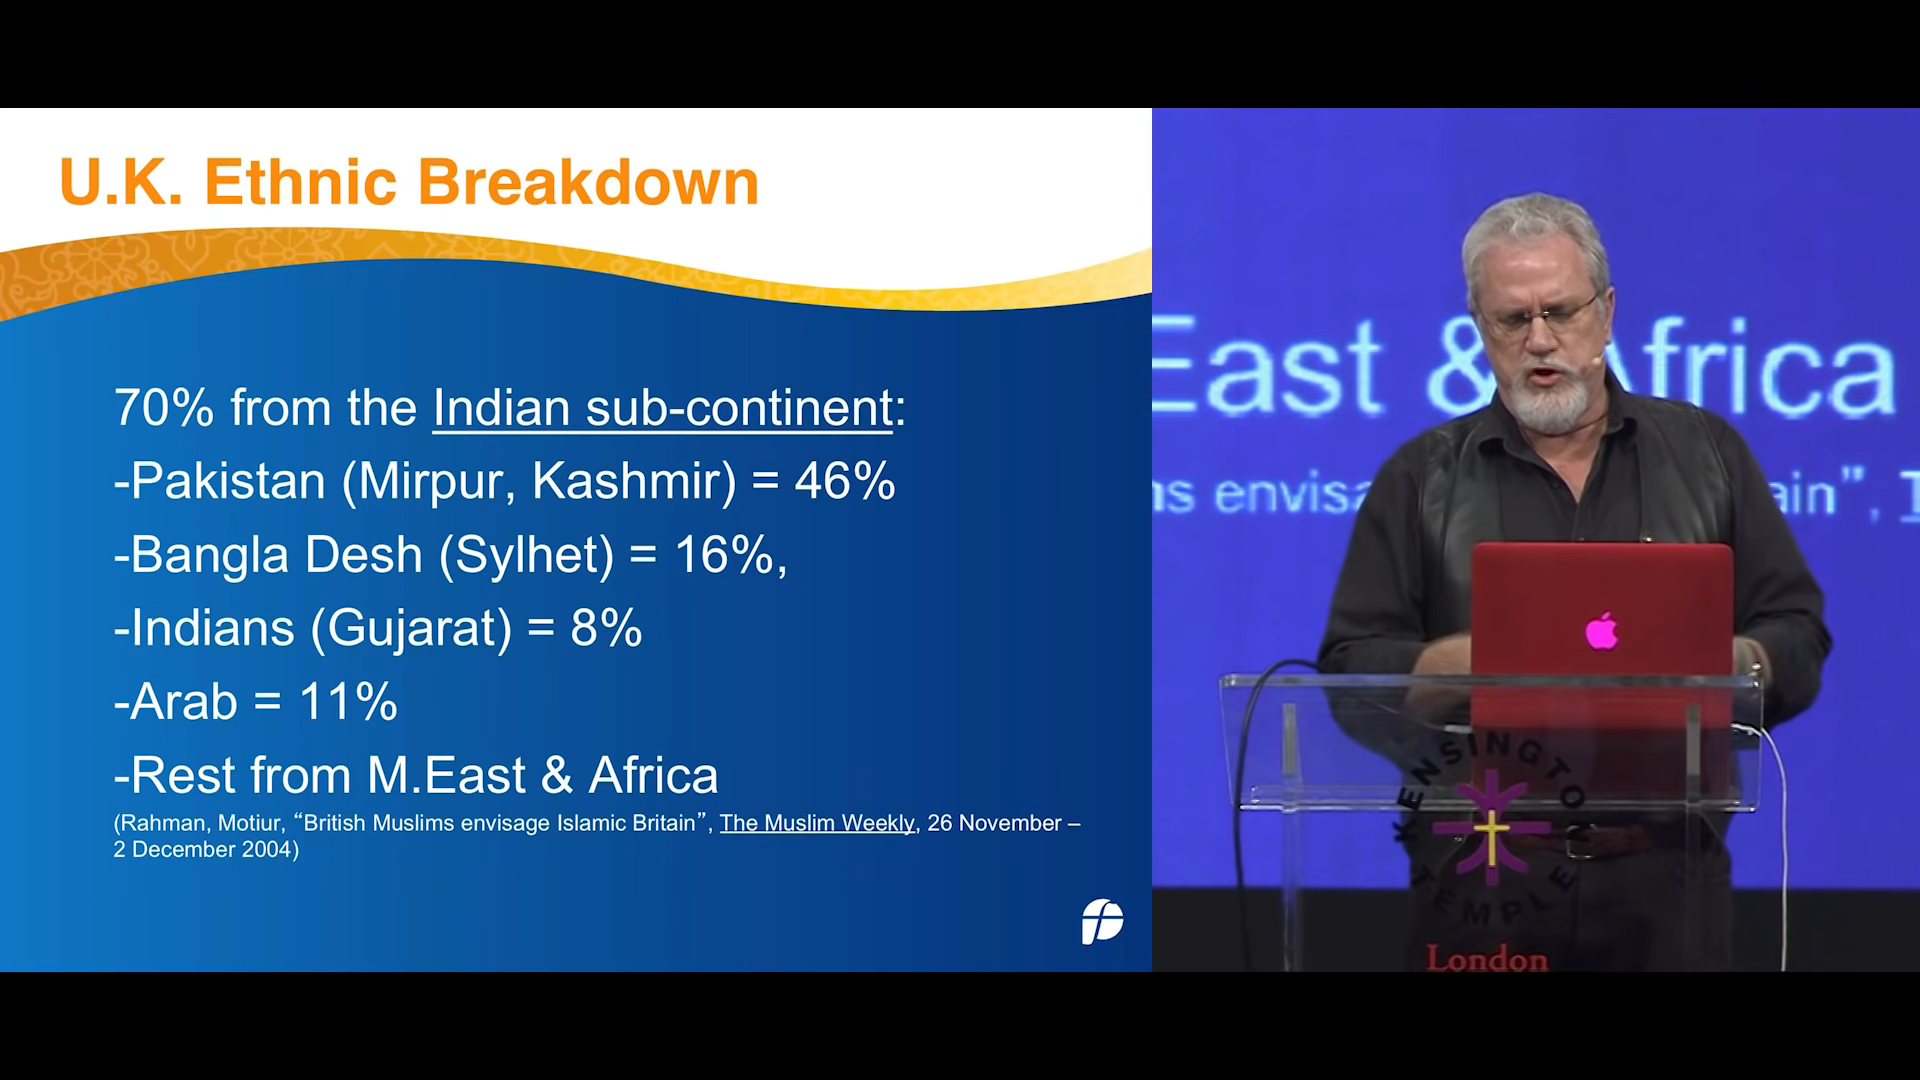 U.K. Ethnic Breakdown
70% from the Indian sub-continent:
-Pakistan (Mirpur, Kashmir) = 46%
-Bangla Desh (Sylhet) = 16%,
-Indians (Gujarat) = 8%
-Arab = 11%
-Rest from M.East & Africa
(Rahman, Motiur, “British Muslims envisage Islamic Britain”, The Muslim Weekly, 26 November –
2 December 2004)
East & Africa
ain”,
KENSINGTON
TEMPLE
London